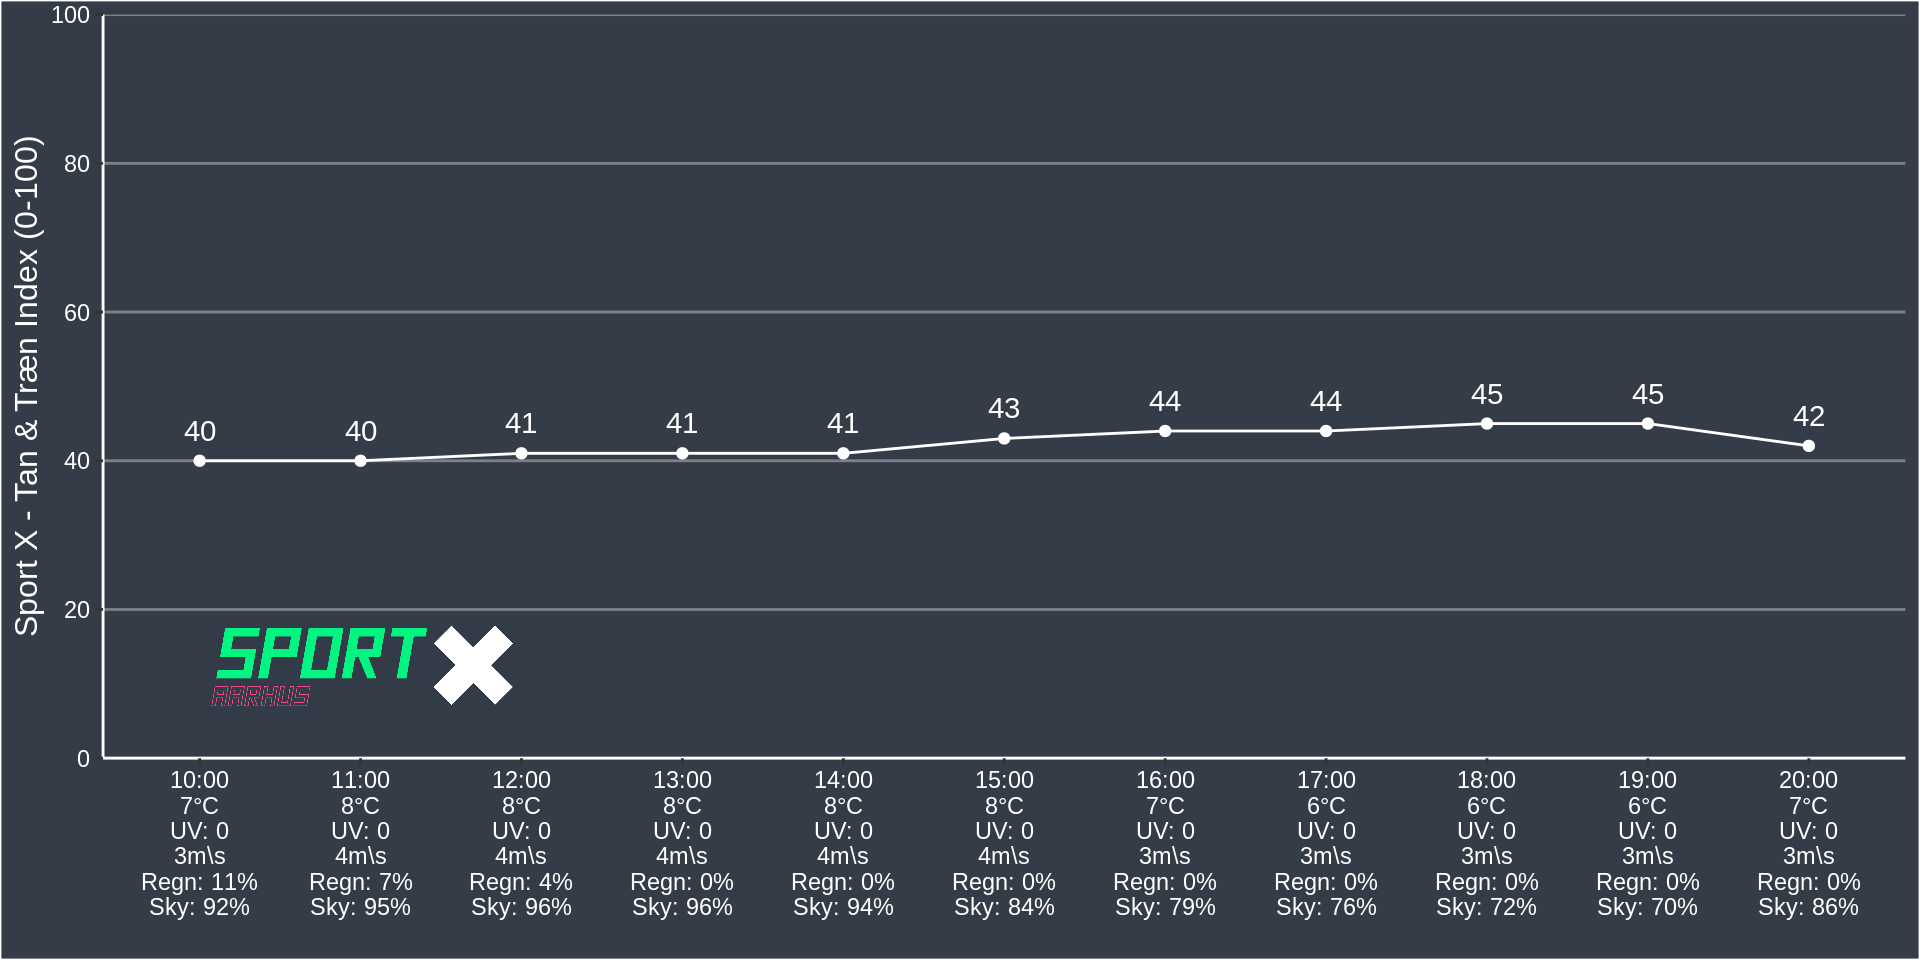 Sport X - Tan & Træn Index (0-100)
100
80
60
40
20
0
40 40 41 41 41 43 44 44 45 45 42
SPORT X
AARHUS
10:00 11:00 12:00 13:00 14:00 15:00 16:00 17:00 18:00 19:00 20:00
7°C 8°C 8°C 8°C 8°C 8°C 7°C 6°C 6°C 6°C 7°C
UV: 0 UV: 0 UV: 0 UV: 0 UV: 0 UV: 0 UV: 0 UV: 0 UV: 0 UV: 0 UV: 0
3m\s 4m\s 4m\s 4m\s 4m\s 4m\s 3m\s 3m\s 3m\s 3m\s 3m\s
Regn: 11% Regn: 7% Regn: 4% Regn: 0% Regn: 0% Regn: 0% Regn: 0% Regn: 0% Regn: 0% Regn: 0% Regn: 0%
Sky: 92% Sky: 95% Sky: 96% Sky: 96% Sky: 94% Sky: 84% Sky: 79% Sky: 76% Sky: 72% Sky: 70% Sky: 86%